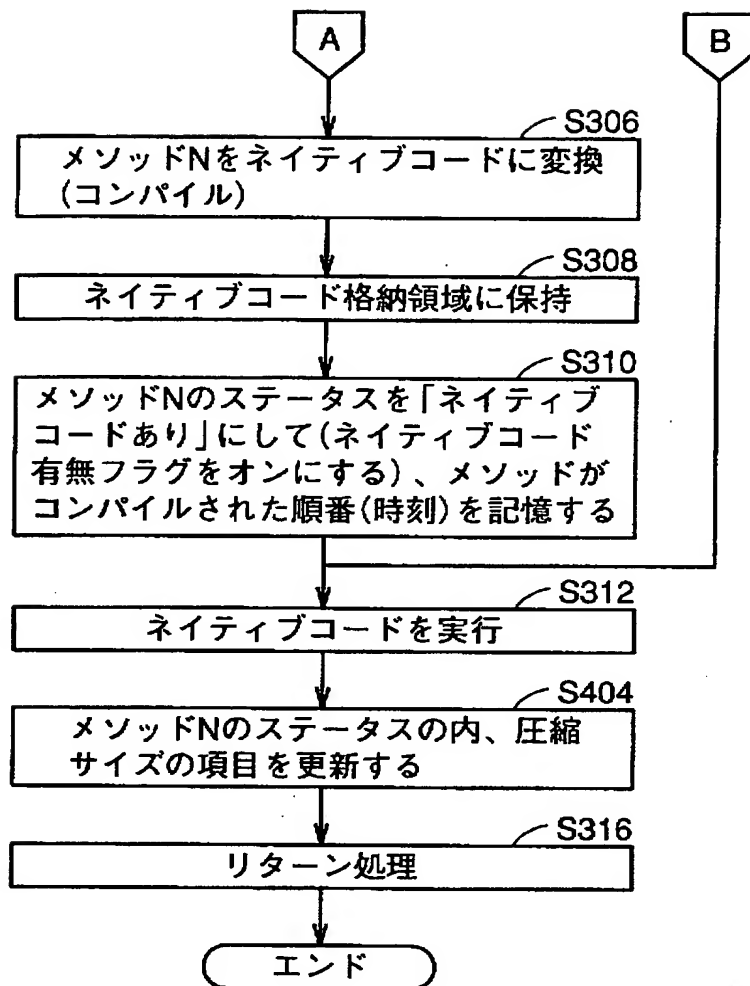 A
B
S306
メソッドNをネイティブコードに変換
(コンパイル)
S308
ネイティブコード格納領域に保持
S310
メソッドNのステータスを「ネイティブ
コードあり」にして(ネイティブコード
有無フラグをオンにする)、メソッドが
コンパイルされた順番(時刻)を記憶する
S312
ネイティブコードを実行
S404
メソッドNのステータスの内、圧縮
サイズの項目を更新する
S316
リターン処理
エンド